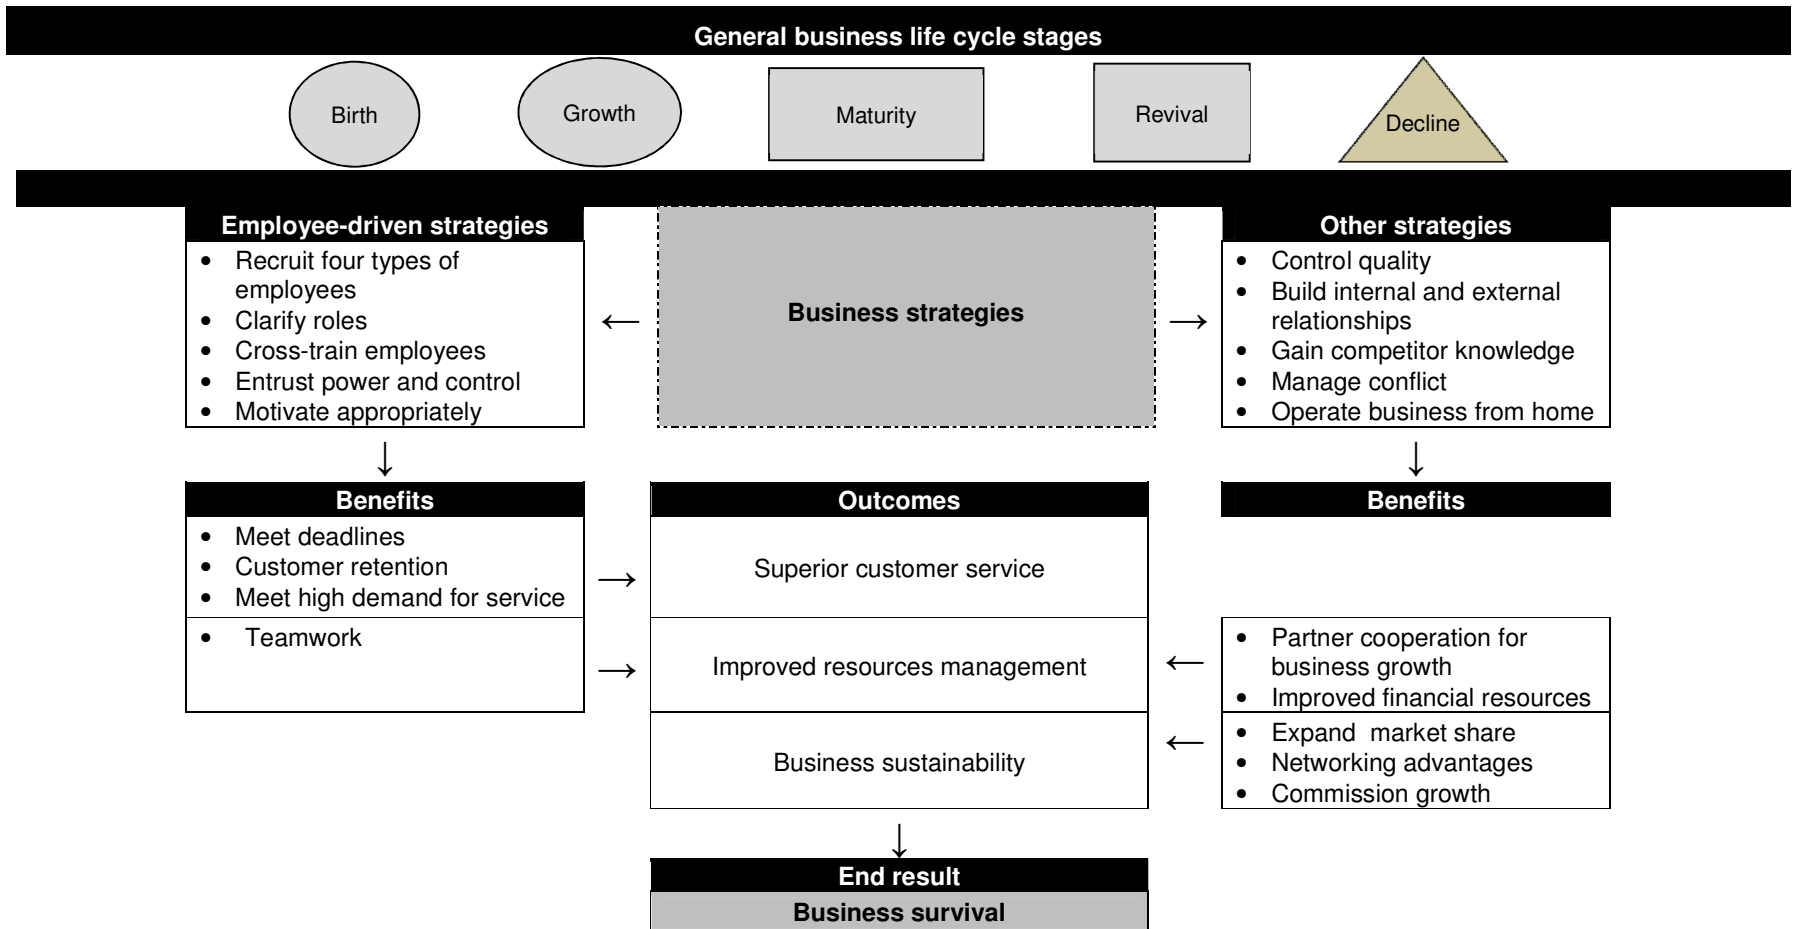 General business life cycle stages
Birth
Growth
Maturity
Revival
Decline
Employee-driven strategies
• Recruit four types of
employees
• Clarify roles
• Cross-train employees
• Entrust power and control
• Motivate appropriately
←
Business strategies
→
Other strategies
• Control quality
• Build internal and external
relationships
• Gain competitor knowledge
• Manage conflict
• Operate business from home
↓
↓
Benefits
• Meet deadlines
• Customer retention
• Meet high demand for service
• Teamwork
→
→
Outcomes
Superior customer service
Improved resources management
Business sustainability
←
←
Benefits
• Partner cooperation for
business growth
• Improved financial resources
• Expand  market share
• Networking advantages
• Commission growth
↓
End result
Business survival